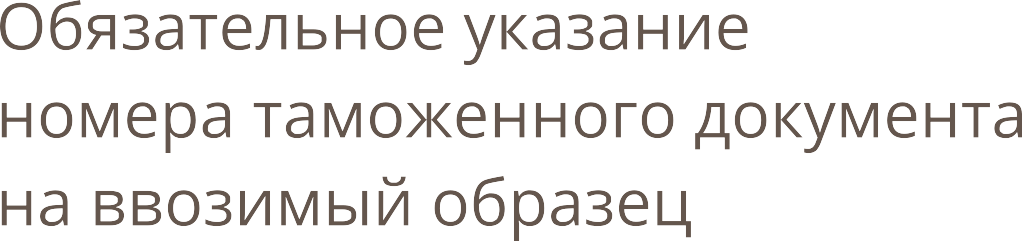 Обязательное указание
номера таможенного документа
на ввозимый образец